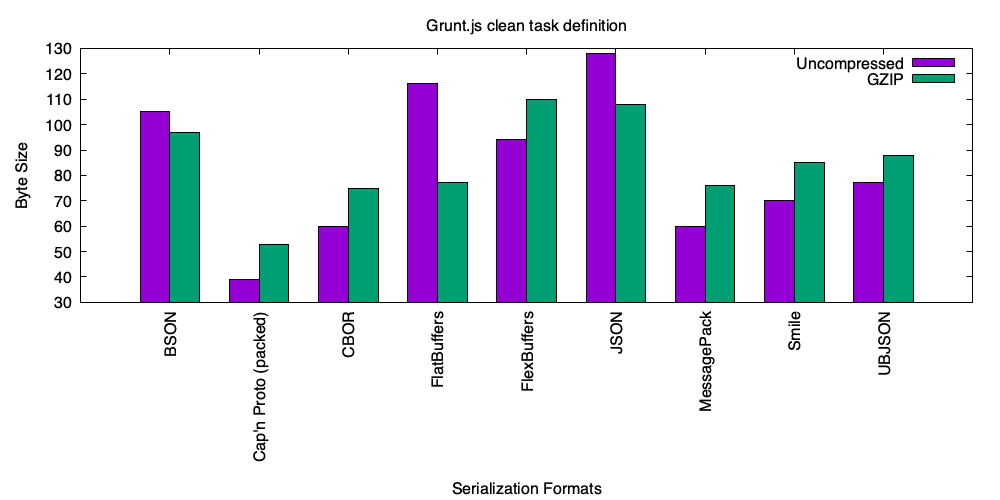 Grunt.js clean task definition
130
120
110
100
90
80
70
60
50
40
30
Byte Size
Uncompressed
GZIP
BSON
Cap'n Proto (packed)
CBOR
FlatBuffers
FlexBuffers
JSON
MessagePack
Smile
UBJSON
Serialization Formats